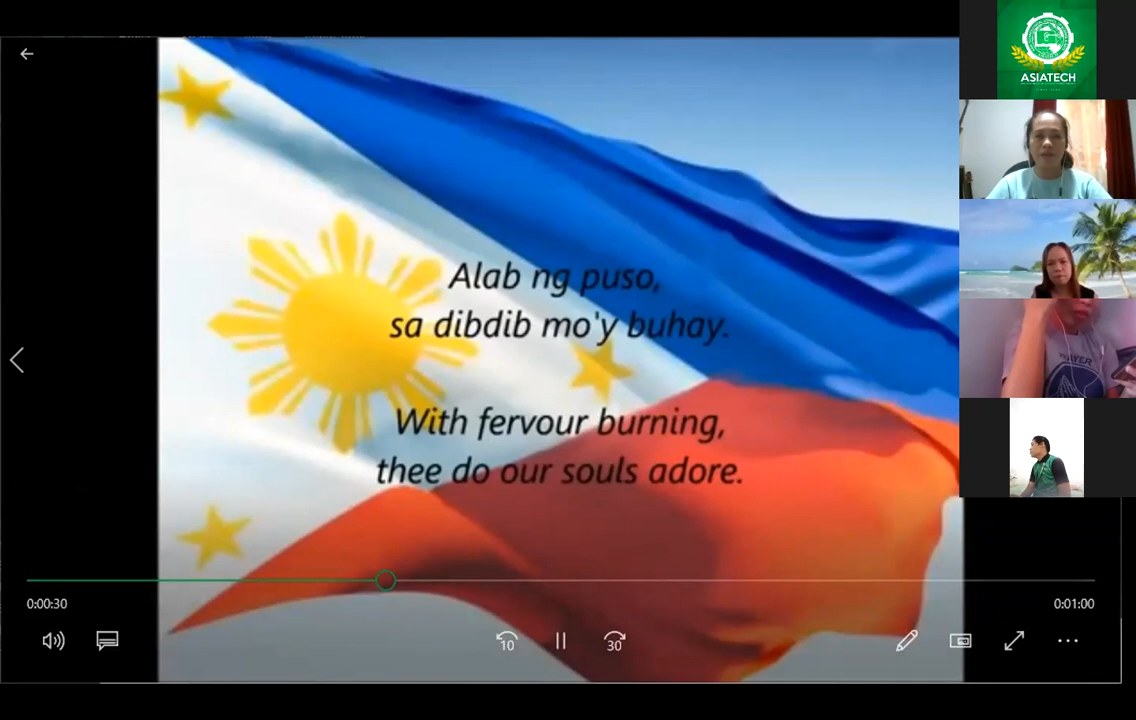 ASIATECH
Alab ng puso,
sa dibdib mo'y buhay.
With fervour burning,
thee do our souls adore.
0:00:30
0:01:00
10
30